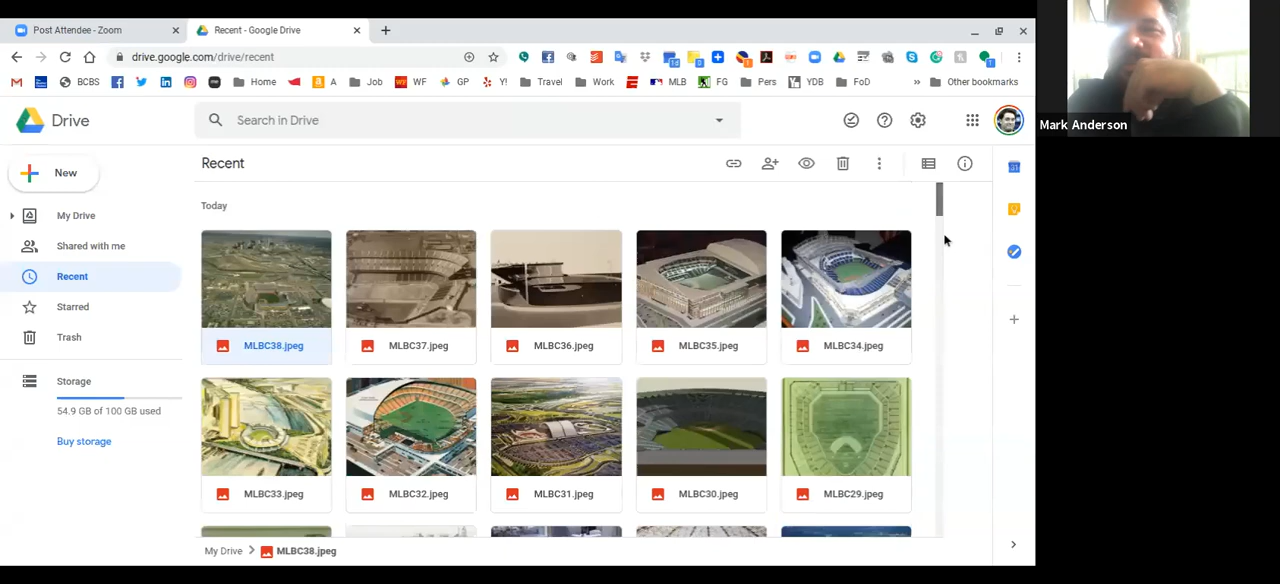 Post Attendee - Zoom
Recent - Google Drive
drive.google.com/drive/recent
BCBS
Home
A
Job
WF
GP
Y!
Travel
Work
MLB
FG
Pers
YDB
FoD
Other bookmarks
Drive
Search in Drive
New
My Drive
Shared with me
Recent
Starred
Trash
Storage
54.9 GB of 100 GB used
Buy storage
Recent
Today
MLBC38.jpeg
MLBC37.jpeg
MLBC36.jpeg
MLBC35.jpeg
MLBC34.jpeg
MLBC33.jpeg
MLBC32.jpeg
MLBC31.jpeg
MLBC30.jpeg
MLBC29.jpeg
My Drive
MLBC38.jpeg
Mark Anderson